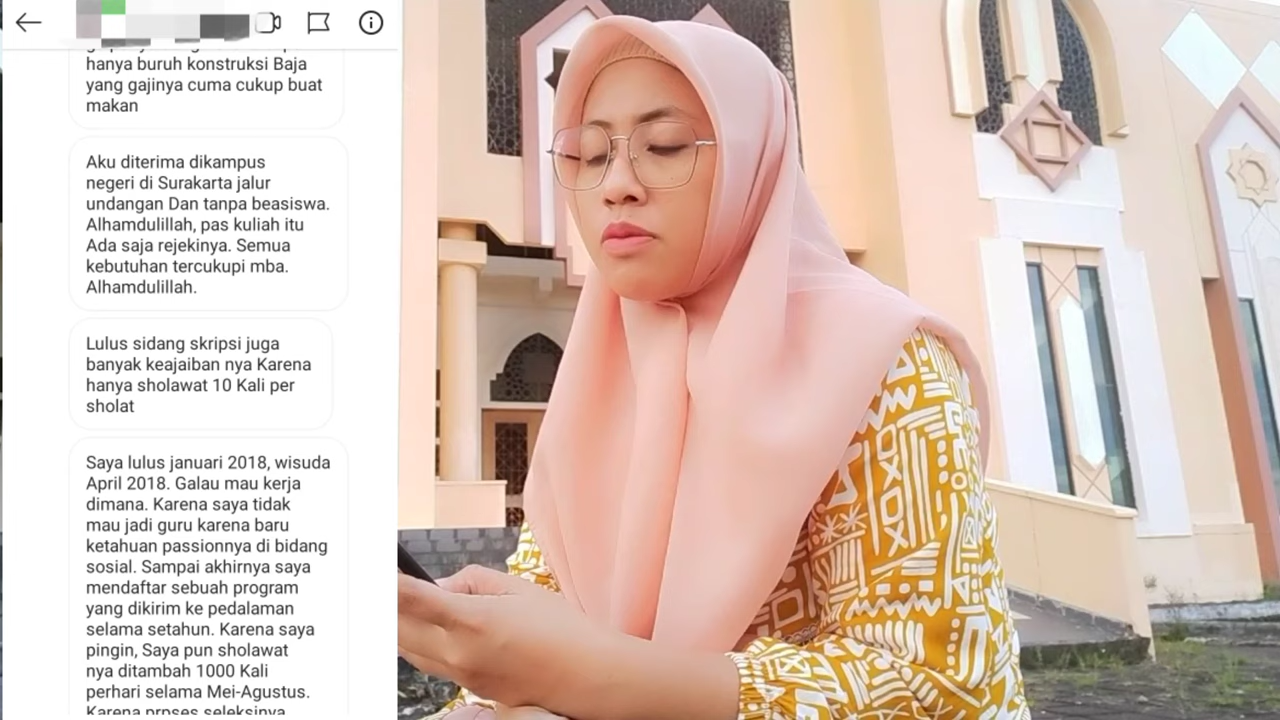 hanya buruh konstruksi Baja
yang gajinya cuma cukup buat
makan
Aku diterima dikampus
negeri di Surakarta jalur
undangan Dan tanpa beasiswa.
Alhamdulillah, pas kuliah itu
Ada saja rejekinya. Semua
kebutuhan tercukupi mba.
Alhamdulillah.
Lulus sidang skripsi juga
banyak keajaiban nya Karena
hanya sholawat 10 Kali per
sholat
Saya lulus januari 2018, wisuda
April 2018. Galau mau kerja
dimana. Karena saya tidak
mau jadi guru karena baru
ketahuan passionnya di bidang
sosial. Sampai akhirnya saya
mendaftar sebuah program
yang dikirim ke pedalaman
selama setahun. Karena saya
pingin, Saya pun sholawat
nya ditambah 1000 Kali
perhari selama Mei-Agustus.
Karena prpses seleksinya